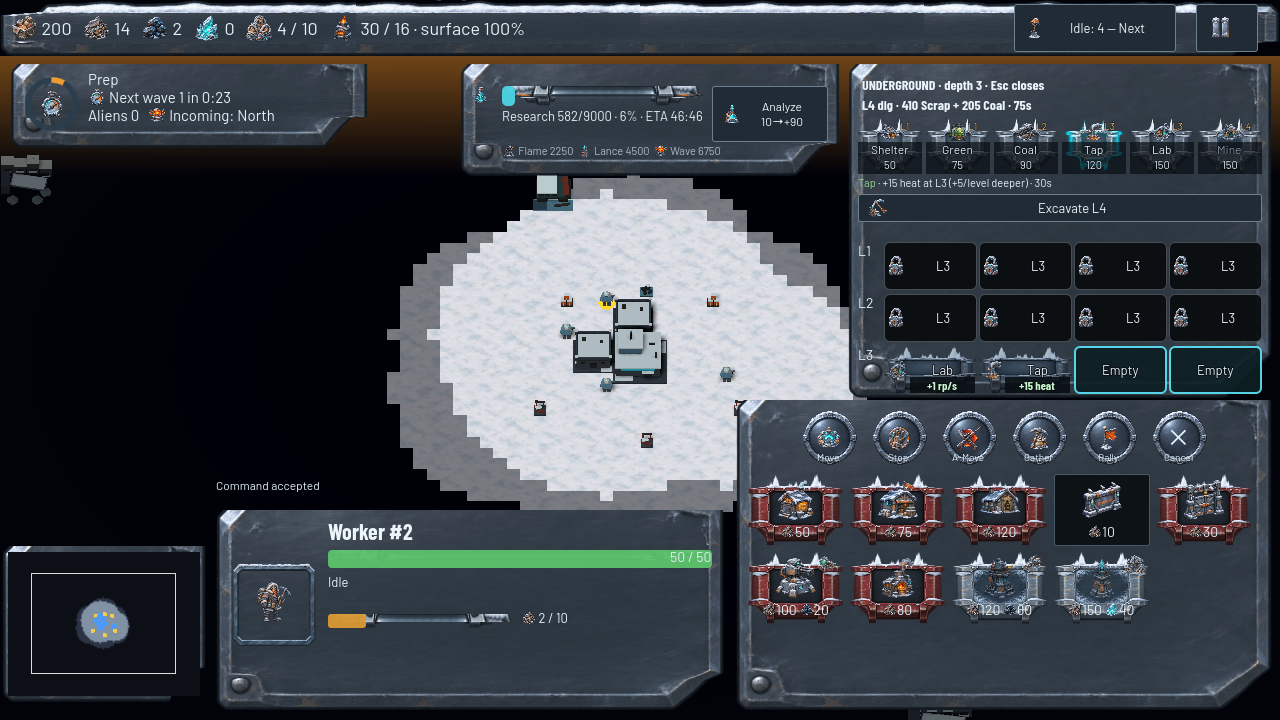 200 14 2 0 4 / 10 30 / 16 · surface 100%
Idle: 4 — Next
Prep
Next wave 1 in 0:23
Aliens 0 Incoming: North
Research 582/9000 · 6% · ETA 46:46
Flame 2250 Lance 4500 Wave 6750
Analyze
10→+90
UNDERGROUND · depth 3 · Esc closes
L4 dig · 410 Scrap + 205 Coal · 75s
Shelter Green Coal Tap Lab Mine
50 75 90 120 150 150
Tap · +15 heat at L3 (+5/level deeper) · 30s
Excavate L4
L1 L3 L3 L3 L3
L2 L3 L3 L3 L3
L3 Lab Tap Empty Empty
+1 rp/s +15 heat
Move Stop A-Move Gather Rally Cancel
50 75 120 10 30
100 20 80 120 60 150 40
Command accepted
Worker #2
50 / 50
Idle
2 / 10